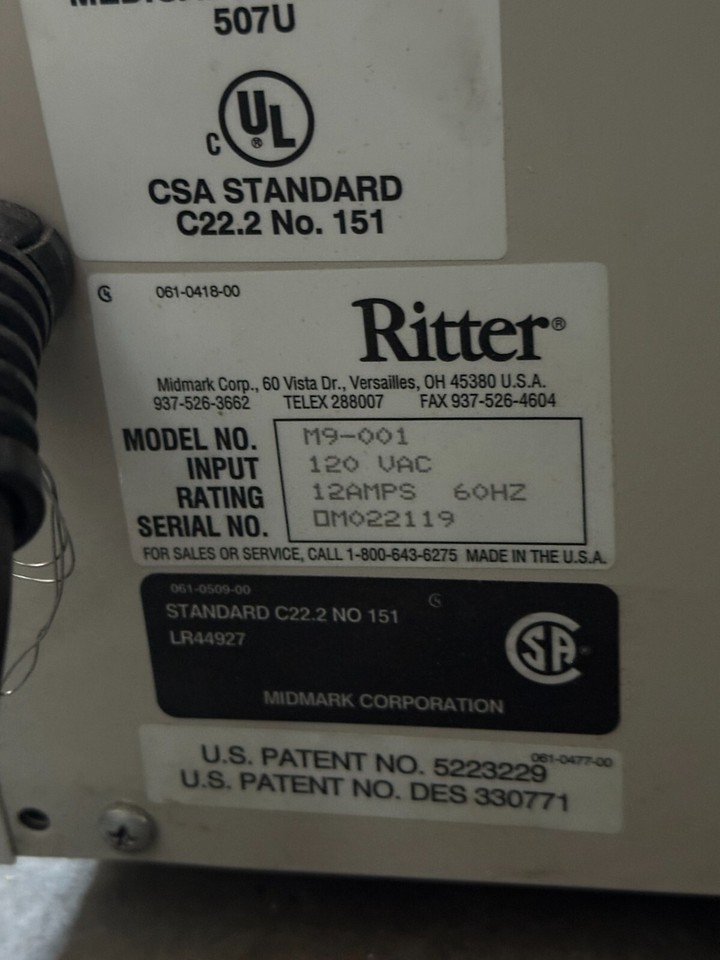 507U
C UL ®
CSA STANDARD
C22.2 No. 151
061-0418-00
Ritter®
Midmark Corp., 60 Vista Dr., Versailles, OH 45380 U.S.A.
937-526-3662 TELEX 288007 FAX 937-526-4604
MODEL NO. M9-001
INPUT 120 VAC
RATING 12AMPS 60HZ
SERIAL NO. DM022119
FOR SALES OR SERVICE, CALL 1-800-643-6275 MADE IN THE U.S.A.
061-0509-00
STANDARD C22.2 NO 151
LR44927
CSA
MIDMARK CORPORATION
061-0477-00
U.S. PATENT NO. 5223229
U.S. PATENT NO. DES 330771